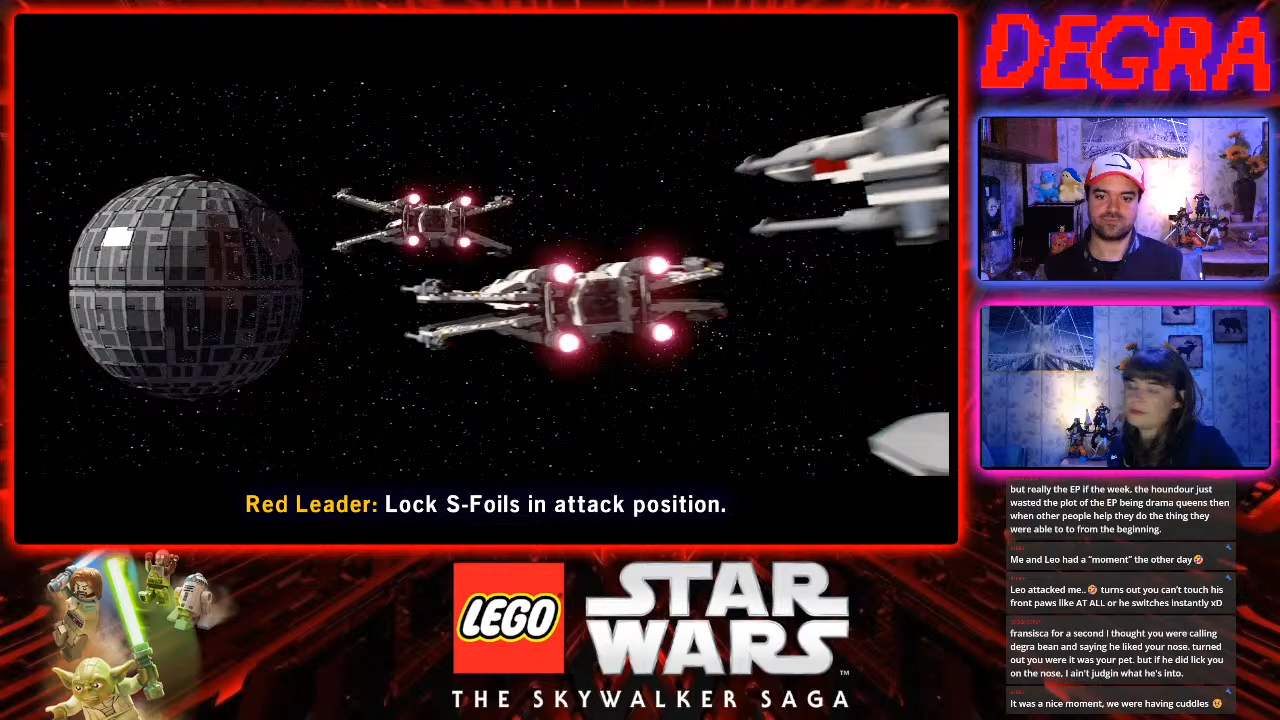 DEGRA
Red Leader: Lock S-Foils in attack position.
but really the EP if the week, the houndour just
wasted the plot of the EP being drama queens then
when other people help they do the thing they
were able to to from the beginning.
Me and Leo had a “moment” the other day🤣
Leo attacked me..🤣 turns out you can’t touch his
front paws like AT ALL or he switches instantly xD
fransisca for a second I thought you were calling
degra bean and saying he liked your nose. turned
out you were it was your pet. but if he did lick you
on the nose, I ain't judgin what he's into.
It was a nice moment, we were having cuddles
LEGO
STAR
WARS
™
THE SKYWALKER SAGA